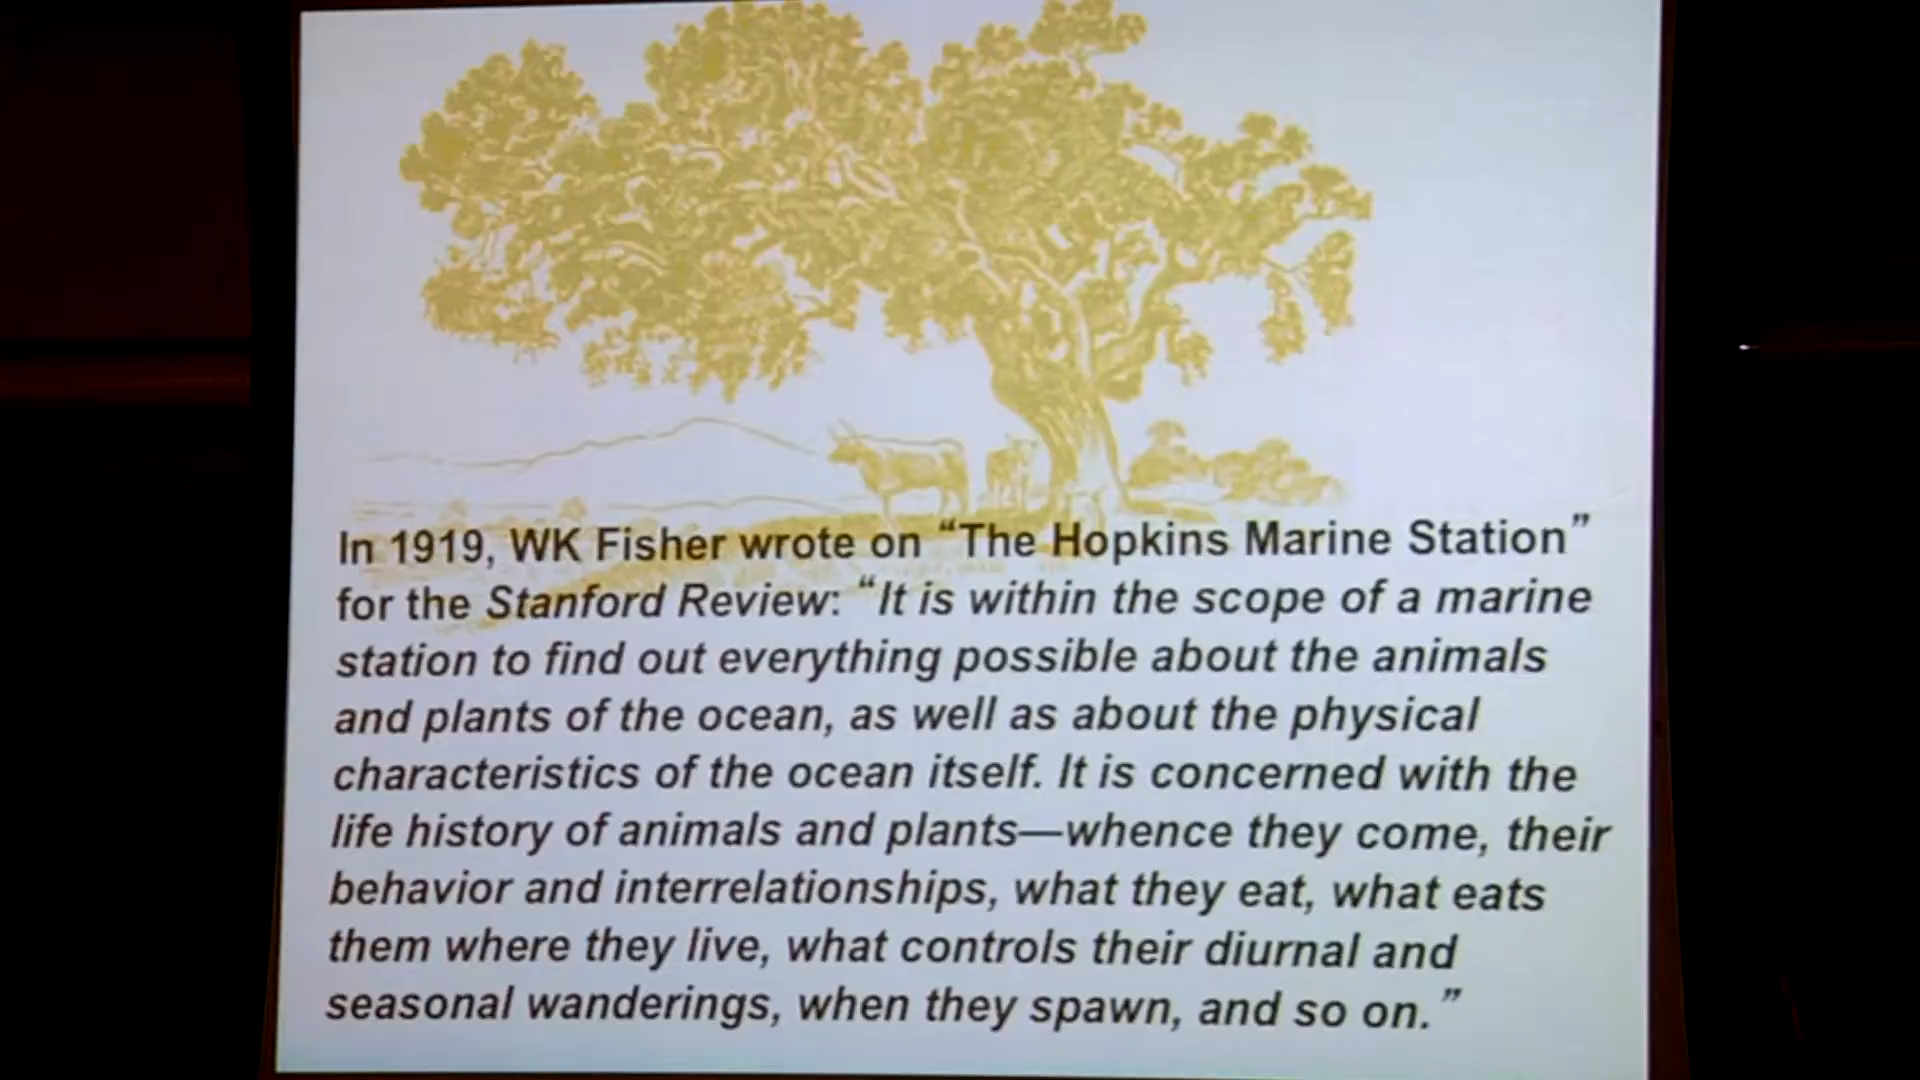 In 1919, WK Fisher wrote on “The Hopkins Marine Station”
for the Stanford Review: “It is within the scope of a marine
station to find out everything possible about the animals
and plants of the ocean, as well as about the physical
characteristics of the ocean itself. It is concerned with the
life history of animals and plants—whence they come, their
behavior and interrelationships, what they eat, what eats
them where they live, what controls their diurnal and
seasonal wanderings, when they spawn, and so on.”